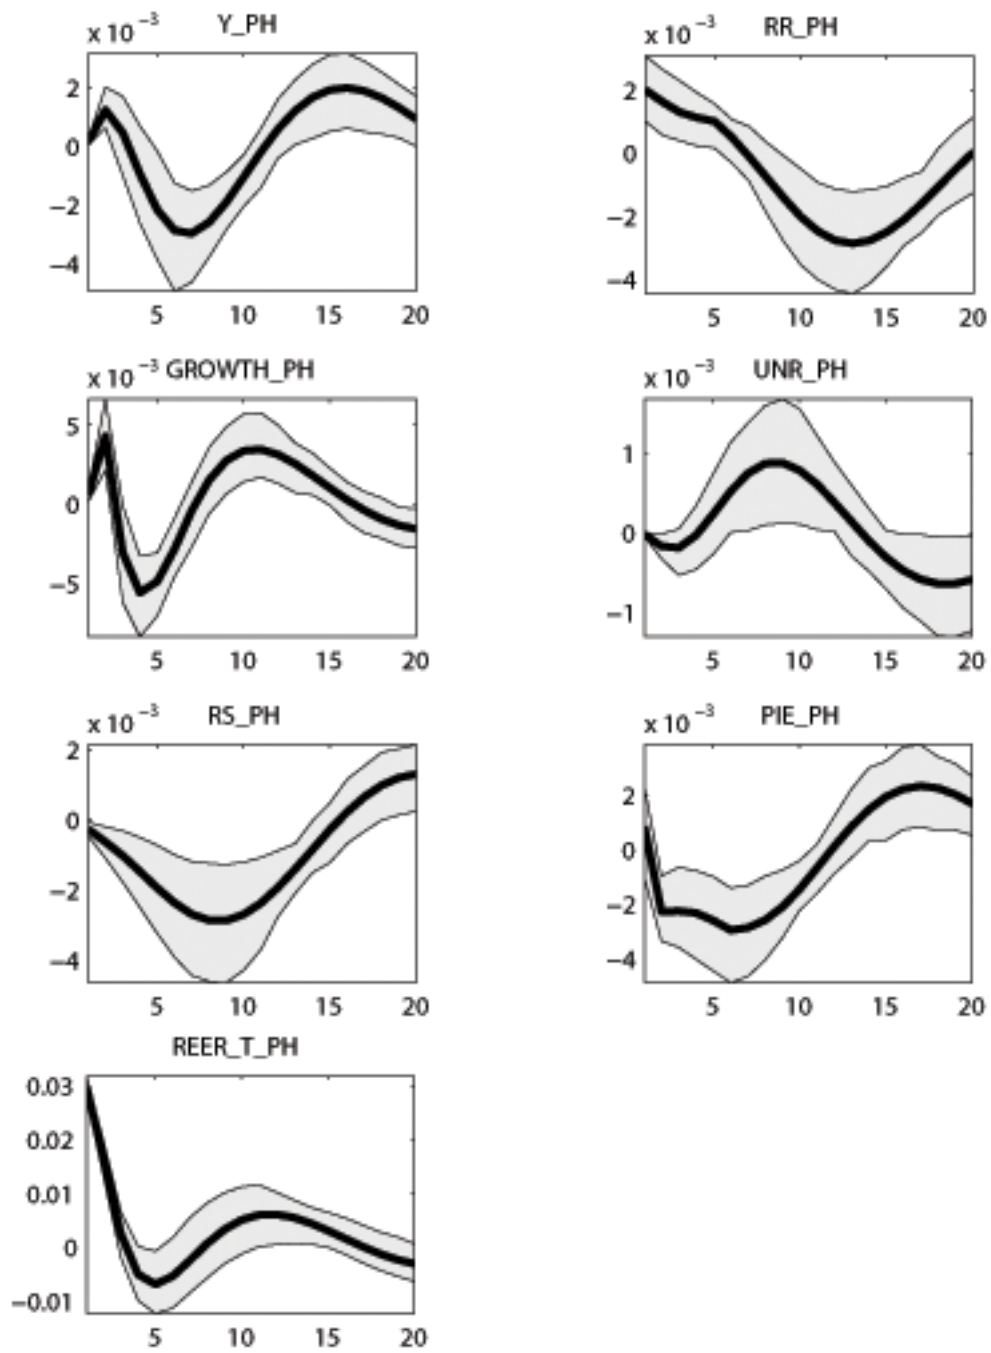 x 10 −3 Y_PH
2
0
−2
−4
5 10 15 20
x 10 −3 RR_PH
2
0
−2
−4
5 10 15 20
x 10 −3 GROWTH_PH
5
0
−5
5 10 15 20
x 10 −3 UNR_PH
1
0
−1
5 10 15 20
x 10 −3 RS_PH
2
0
−2
−4
5 10 15 20
x 10 −3 PIE_PH
2
0
−2
−4
5 10 15 20
REER_T_PH
0.03
0.02
0.01
0
−0.01
5 10 15 20